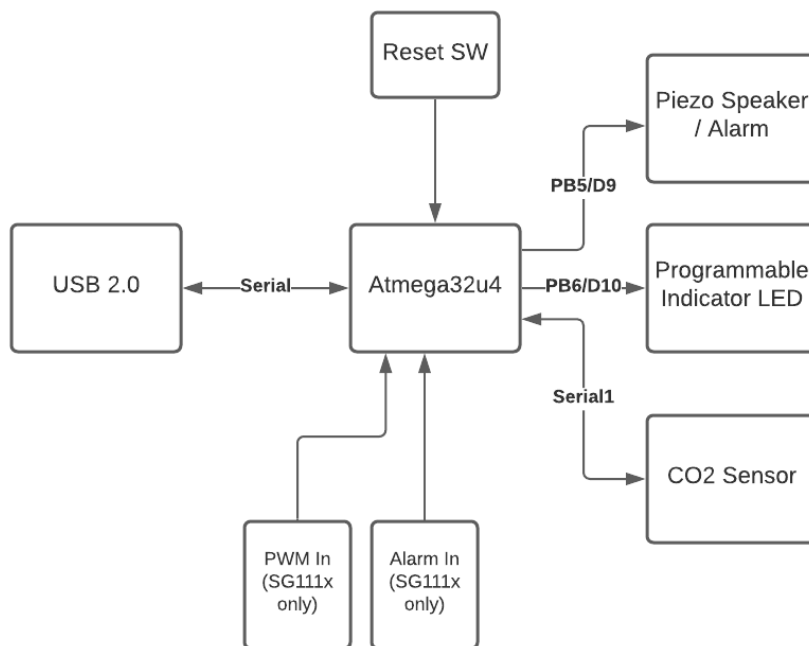 Reset SW
Piezo Speaker
/ Alarm
PB5/D9
USB 2.0
Serial
Atmega32u4
PB6/D10
Programmable
Indicator LED
Serial1
CO2 Sensor
PWM In
(SG111x
only)
Alarm In
(SG111x
only)